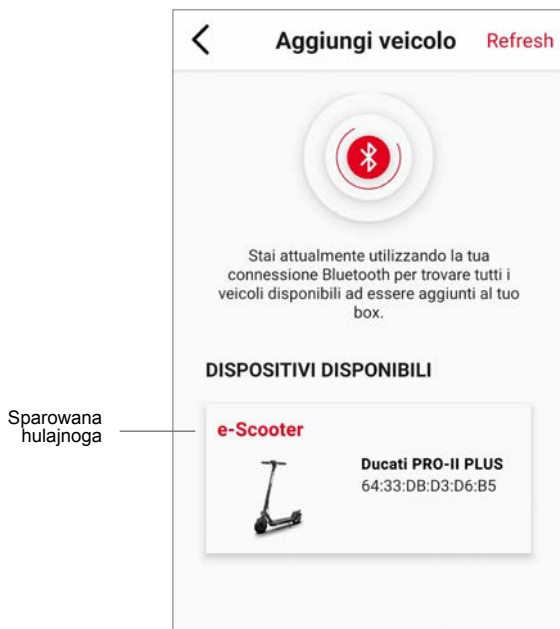 Aggiungi veicolo Refresh
Stai attualmente utilizzando la tua
connessione Bluetooth per trovare tutti i
veicoli disponibili ad essere aggiunti al tuo
box.
DISPOSITIVI DISPONIBILI
Sparowana
hulajnoga
e-Scooter
Ducati PRO-II PLUS
64:33:DB:D3:D6:B5